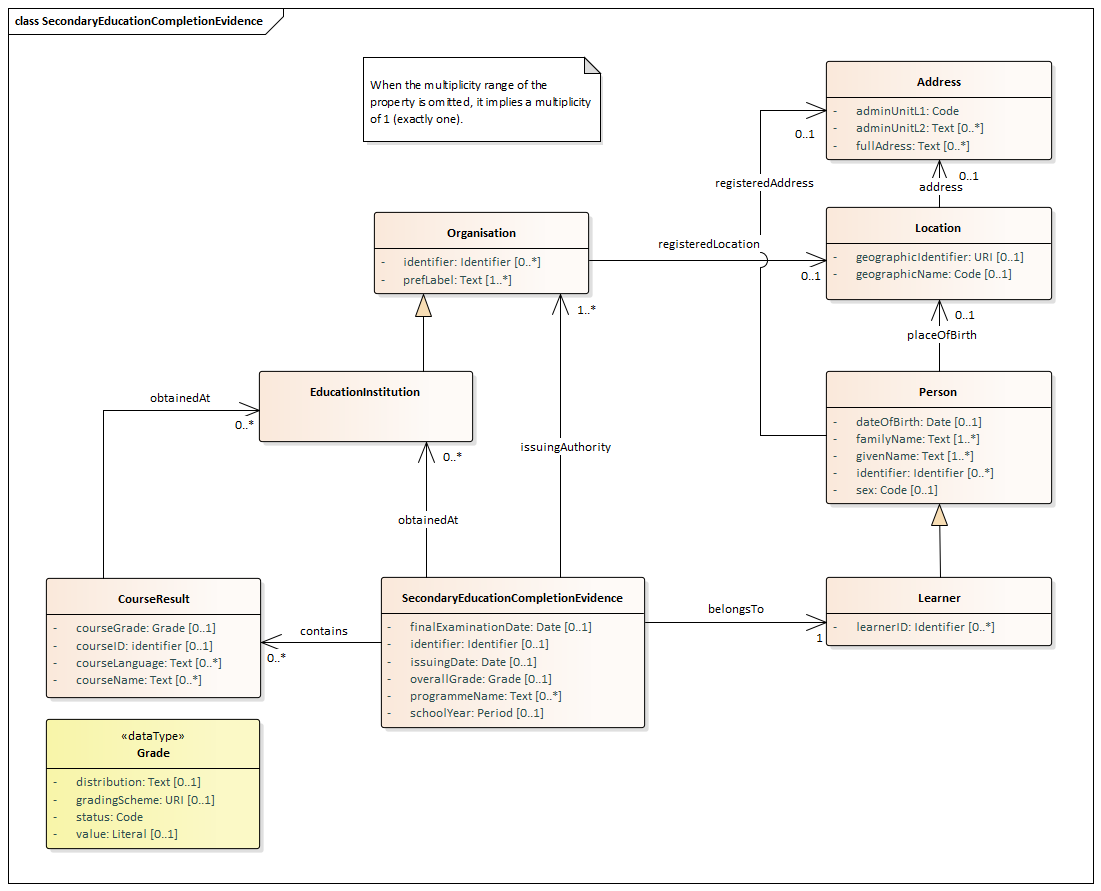 class SecondaryEducationCompletionEvidence
When the multiplicity range of the
property is omitted, it implies a multiplicity
of 1 (exactly one).
Address
- adminUnitL1: Code
- adminUnitL2: Text [0..*]
- fullAdress: Text [0..*]
0..1
registeredAddress
0..1
address
Organisation
- identifier: Identifier [0..*]
- prefLabel: Text [1..*]
registeredLocation
0..1
Location
- geographicIdentifier: URI [0..1]
- geographicName: Code [0..1]
1..*
0..1
placeOfBirth
EducationInstitution
obtainedAt
0..*
Person
- dateOfBirth: Date [0..1]
- familyName: Text [1..*]
- givenName: Text [1..*]
- identifier: Identifier [0..*]
- sex: Code [0..1]
issuingAuthority
0..*
obtainedAt
CourseResult
- courseGrade: Grade [0..1]
- courseID: identifier [0..1]
- courseLanguage: Text [0..*]
- courseName: Text [0..*]
contains
0..*
SecondaryEducationCompletionEvidence
- finalExaminationDate: Date [0..1]
- identifier: Identifier [0..1]
- issuingDate: Date [0..1]
- overallGrade: Grade [0..1]
- programmeName: Text [0..*]
- schoolYear: Period [0..1]
belongsTo
1
Learner
- learnerID: Identifier [0..*]
«dataType»
Grade
- distribution: Text [0..1]
- gradingScheme: URI [0..1]
- status: Code
- value: Literal [0..1]